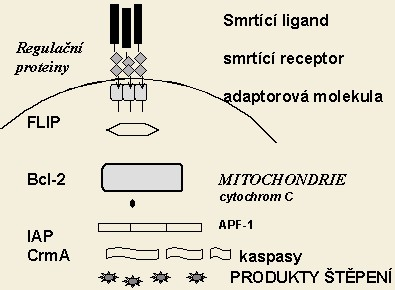 Smrtící ligand
Regulační
proteiny
smrtící receptor
adaptorová molekula
FLIP
Bcl-2
MITOCHONDRIE
cytochrom C
APF-1
IAP
CrmA
kaspasy
PRODUKTY ŠTĚPENÍ